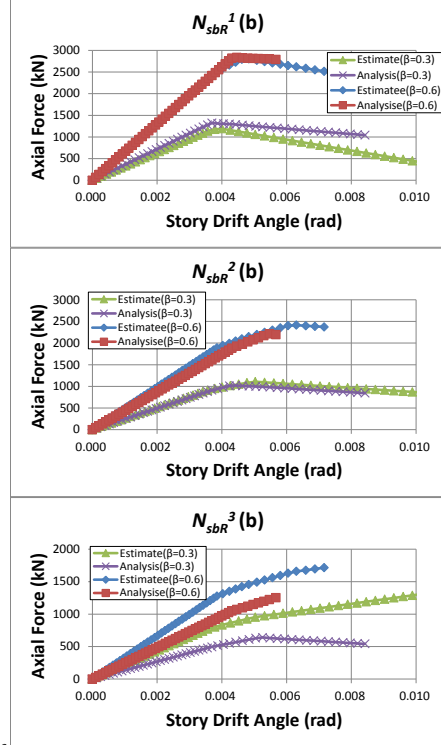 N_sbR^1 (b)
Axial Force (kN)
3000
2500
2000
1500
1000
500
0
Estimate(β=0.3)
Analysis(β=0.3)
Estimatee(β=0.6)
Analysise(β=0.6)
0.000 0.002 0.004 0.006 0.008 0.010
Story Drift Angle (rad)
N_sbR^2 (b)
Axial Force (kN)
3000
2500
2000
1500
1000
500
0
Estimate(β=0.3)
Analysis(β=0.3)
Estimatee(β=0.6)
Analysise(β=0.6)
0.000 0.002 0.004 0.006 0.008 0.010
Story Drift Angle (rad)
N_sbR^3 (b)
Axial Force (kN)
2000
1500
1000
500
0
Estimate(β=0.3)
Analysis(β=0.3)
Estimatee(β=0.6)
Analysise(β=0.6)
0.000 0.002 0.004 0.006 0.008 0.010
Story Drift Angle (rad)